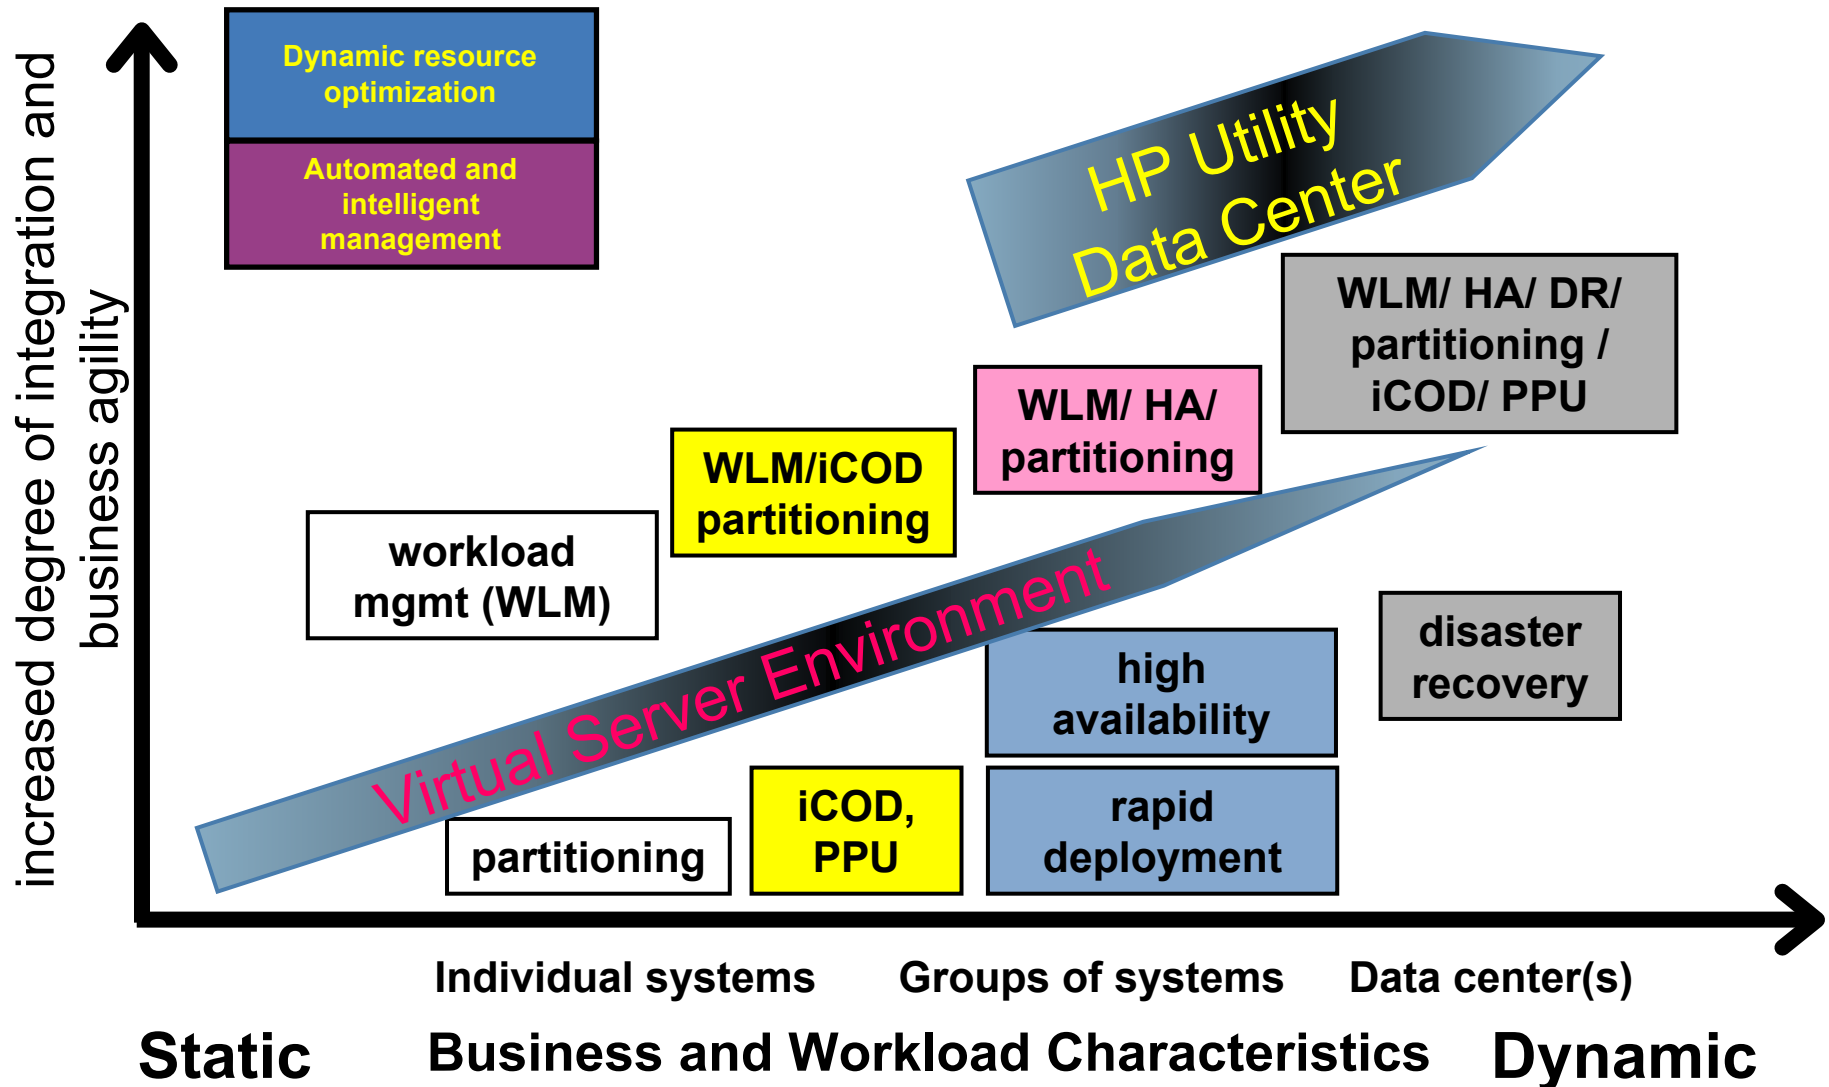 increased degree of integration and
business agility
Dynamic resource
optimization
Automated and
intelligent
management
HP Utility
Data Center
WLM/ HA/ DR/
partitioning /
iCOD/ PPU
WLM/ HA/
partitioning
WLM/iCOD
partitioning
workload
mgmt (WLM)
Virtual Server Environment
disaster
recovery
high
availability
iCOD,
PPU
rapid
deployment
partitioning
Individual systems
Groups of systems
Data center(s)
Static
Business and Workload Characteristics
Dynamic